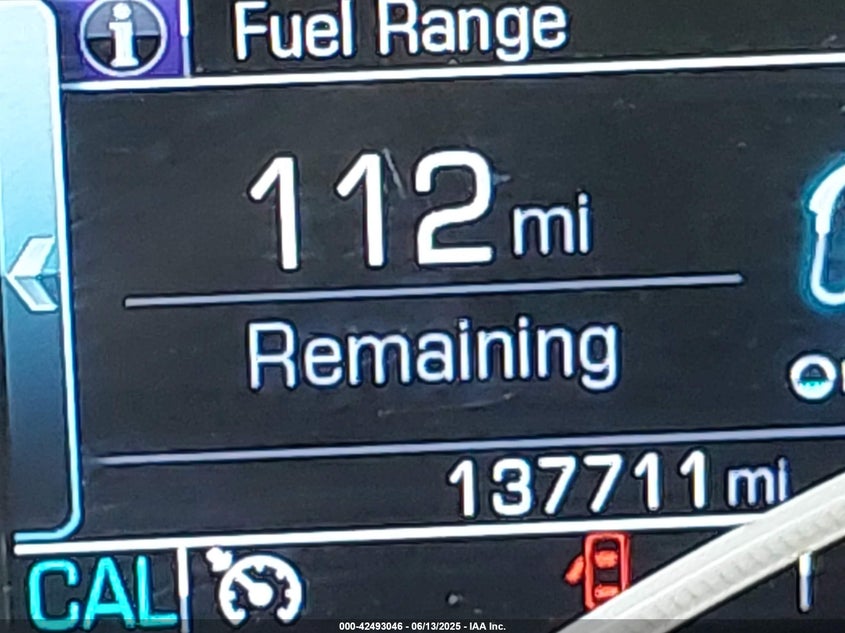 Fuel Range
112 mi
Remaining
137711 mi
CAL
000-42493046 - 06/13/2025 - IAA Inc.